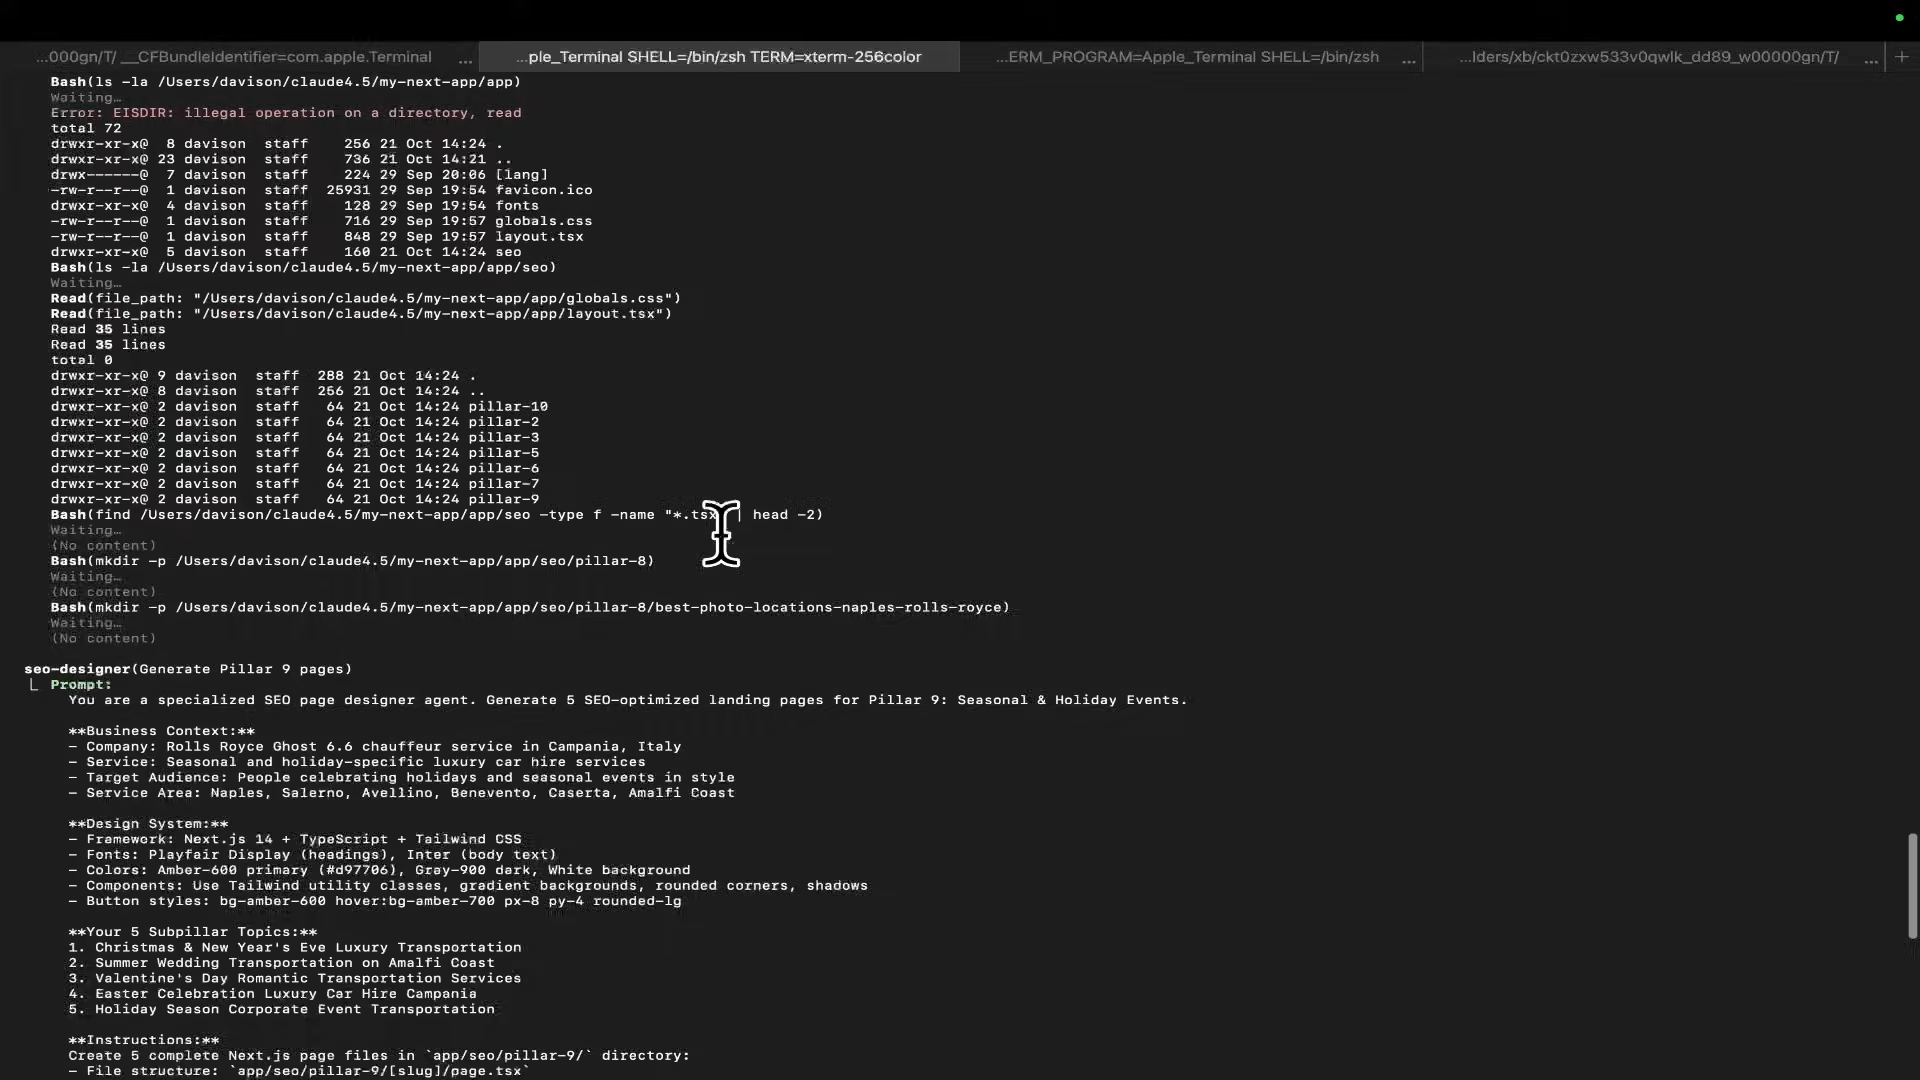 ...000gn/T/ __CFBundleIdentifier=com.apple.Terminal ...
...ple_Terminal SHELL=/bin/zsh TERM=xterm-256color
...ERM_PROGRAM=Apple_Terminal SHELL=/bin/zsh ...
...lders/xb/ckt0zxw533v0qwlk_dd89_w00000gn/T/ ... +
Bash(ls -la /Users/davison/claude4.5/my-next-app/app)
Waiting…
Error: EISDIR: illegal operation on a directory, read
total 72
drwxr-xr-x@  8 davison  staff    256 21 Oct 14:24 .
drwxr-xr-x@ 23 davison  staff    736 21 Oct 14:21 ..
drwx------@  7 davison  staff    224 29 Sep 20:06 [lang]
-rw-r--r--@  1 davison  staff  25931 29 Sep 19:54 favicon.ico
drwxr-xr-x@  4 davison  staff    128 29 Sep 19:54 fonts
-rw-r--r--@  1 davison  staff    716 29 Sep 19:57 globals.css
-rw-r--r--@  1 davison  staff    848 29 Sep 19:57 layout.tsx
drwxr-xr-x@  5 davison  staff    160 21 Oct 14:24 seo
Bash(ls -la /Users/davison/claude4.5/my-next-app/app/seo)
Waiting…
Read(file_path: "/Users/davison/claude4.5/my-next-app/app/globals.css")
Read(file_path: "/Users/davison/claude4.5/my-next-app/app/layout.tsx")
Read 35 lines
Read 35 lines
total 0
drwxr-xr-x@ 9 davison  staff  288 21 Oct 14:24 .
drwxr-xr-x@ 8 davison  staff  256 21 Oct 14:24 ..
drwxr-xr-x@ 2 davison  staff   64 21 Oct 14:24 pillar-10
drwxr-xr-x@ 2 davison  staff   64 21 Oct 14:24 pillar-2
drwxr-xr-x@ 2 davison  staff   64 21 Oct 14:24 pillar-3
drwxr-xr-x@ 2 davison  staff   64 21 Oct 14:24 pillar-5
drwxr-xr-x@ 2 davison  staff   64 21 Oct 14:24 pillar-6
drwxr-xr-x@ 2 davison  staff   64 21 Oct 14:24 pillar-7
drwxr-xr-x@ 2 davison  staff   64 21 Oct 14:24 pillar-9
Bash(find /Users/davison/claude4.5/my-next-app/app/seo -type f -name "*.tsx" | head -2)
Waiting…
(No content)
Bash(mkdir -p /Users/davison/claude4.5/my-next-app/app/seo/pillar-8)
Waiting…
(No content)
Bash(mkdir -p /Users/davison/claude4.5/my-next-app/app/seo/pillar-8/best-photo-locations-naples-rolls-royce)
Waiting…
(No content)
seo-designer(Generate Pillar 9 pages)
Prompt:
You are a specialized SEO page designer agent. Generate 5 SEO-optimized landing pages for Pillar 9: Seasonal & Holiday Events.
**Business Context:**
- Company: Rolls Royce Ghost 6.6 chauffeur service in Campania, Italy
- Service: Seasonal and holiday-specific luxury car hire services
- Target Audience: People celebrating holidays and seasonal events in style
- Service Area: Naples, Salerno, Avellino, Benevento, Caserta, Amalfi Coast
**Design System:**
- Framework: Next.js 14 + TypeScript + Tailwind CSS
- Fonts: Playfair Display (headings), Inter (body text)
- Colors: Amber-600 primary (#d97706), Gray-900 dark, White background
- Components: Use Tailwind utility classes, gradient backgrounds, rounded corners, shadows
- Button styles: bg-amber-600 hover:bg-amber-700 px-8 py-4 rounded-lg
**Your 5 Subpillar Topics:**
1. Christmas & New Year's Eve Luxury Transportation
2. Summer Wedding Transportation on Amalfi Coast
3. Valentine's Day Romantic Transportation Services
4. Easter Celebration Luxury Car Hire Campania
5. Holiday Season Corporate Event Transportation
**Instructions:**
Create 5 complete Next.js page files in `app/seo/pillar-9/` directory:
- File structure: `app/seo/pillar-9/[slug]/page.tsx`